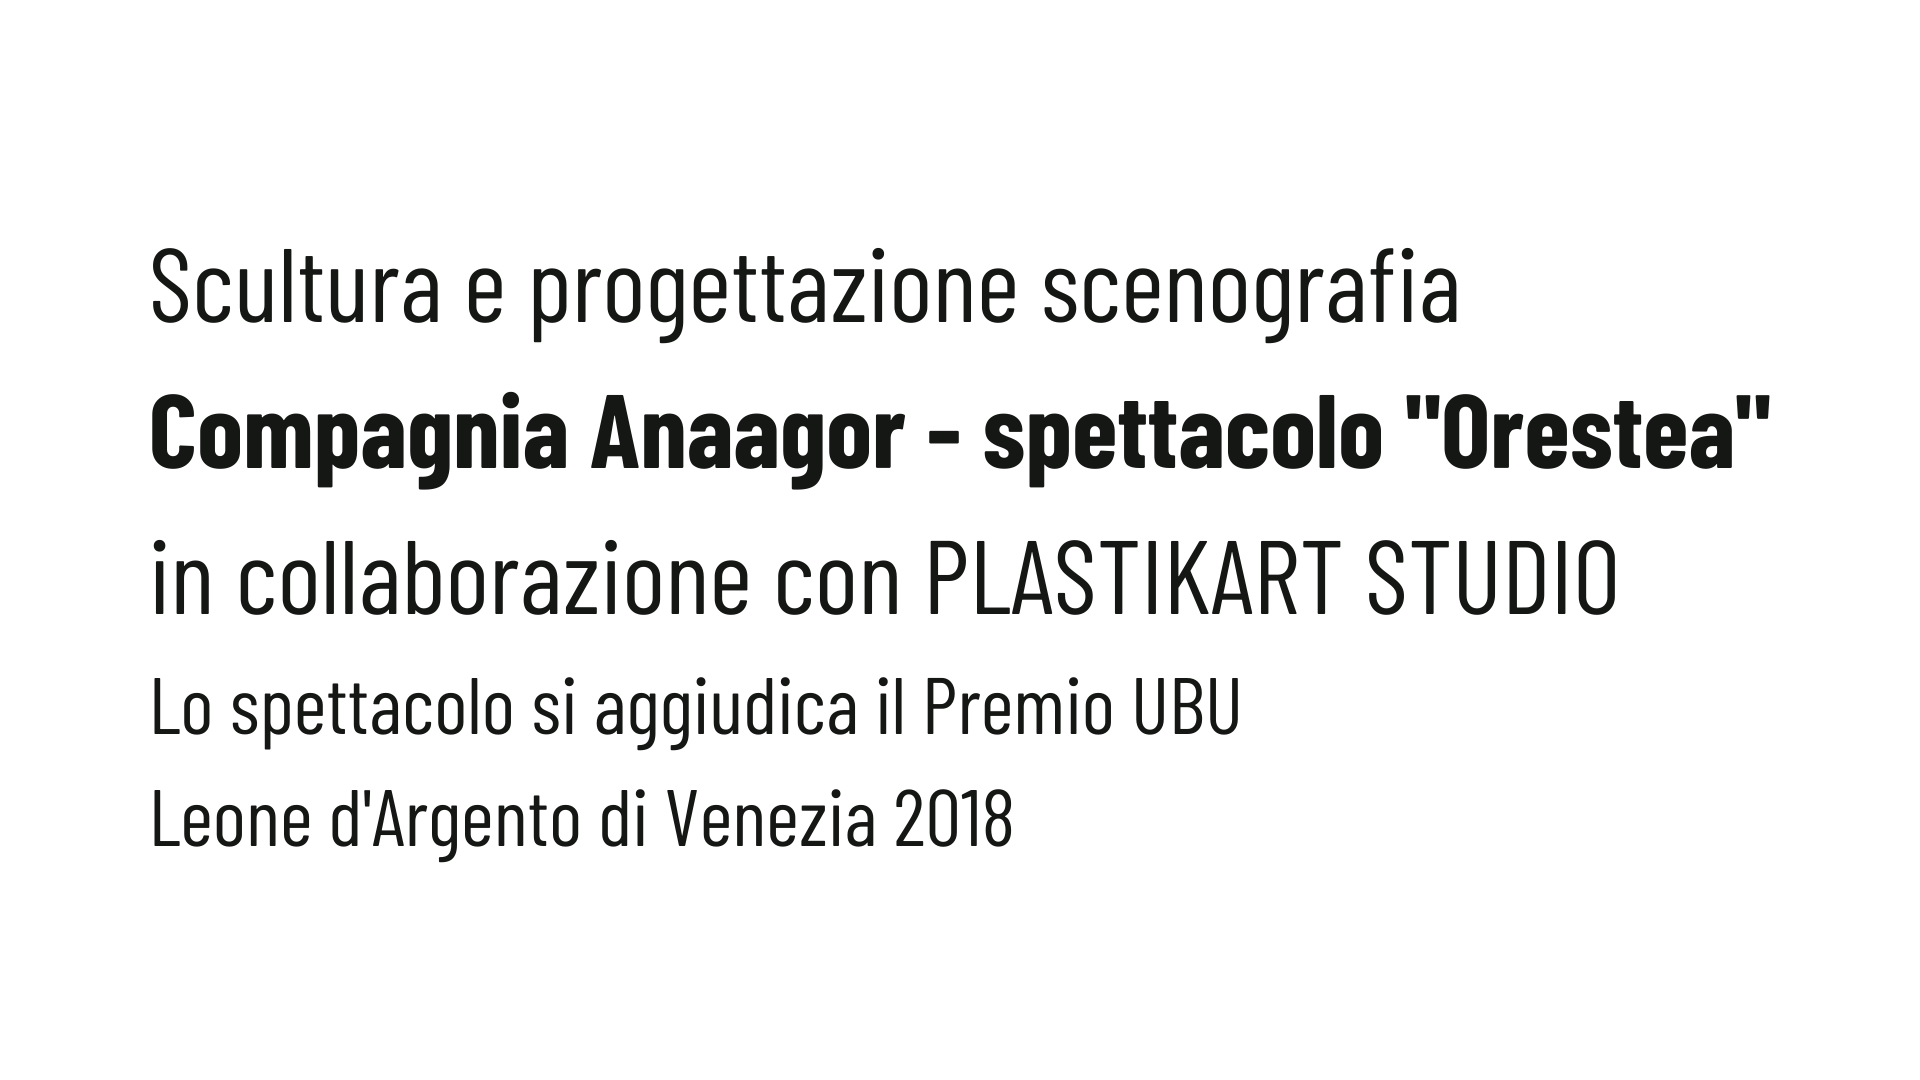 Scultura e progettazione scenografia
Compagnia Anaagor - spettacolo "Orestea"
in collaborazione con PLASTIKART STUDIO
Lo spettacolo si aggiudica il Premio UBU
Leone d'Argento di Venezia 2018